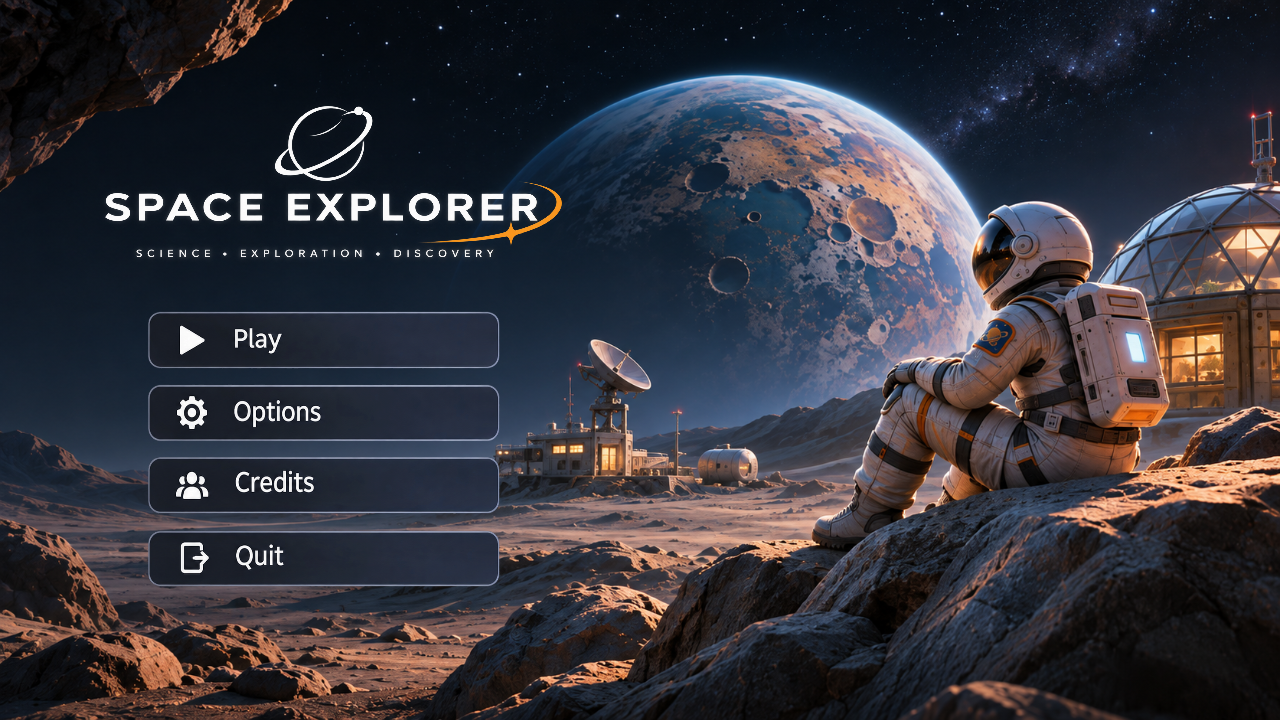 SPACE EXPLORER
SCIENCE • EXPLORATION • DISCOVERY
Play
Options
Credits
Quit